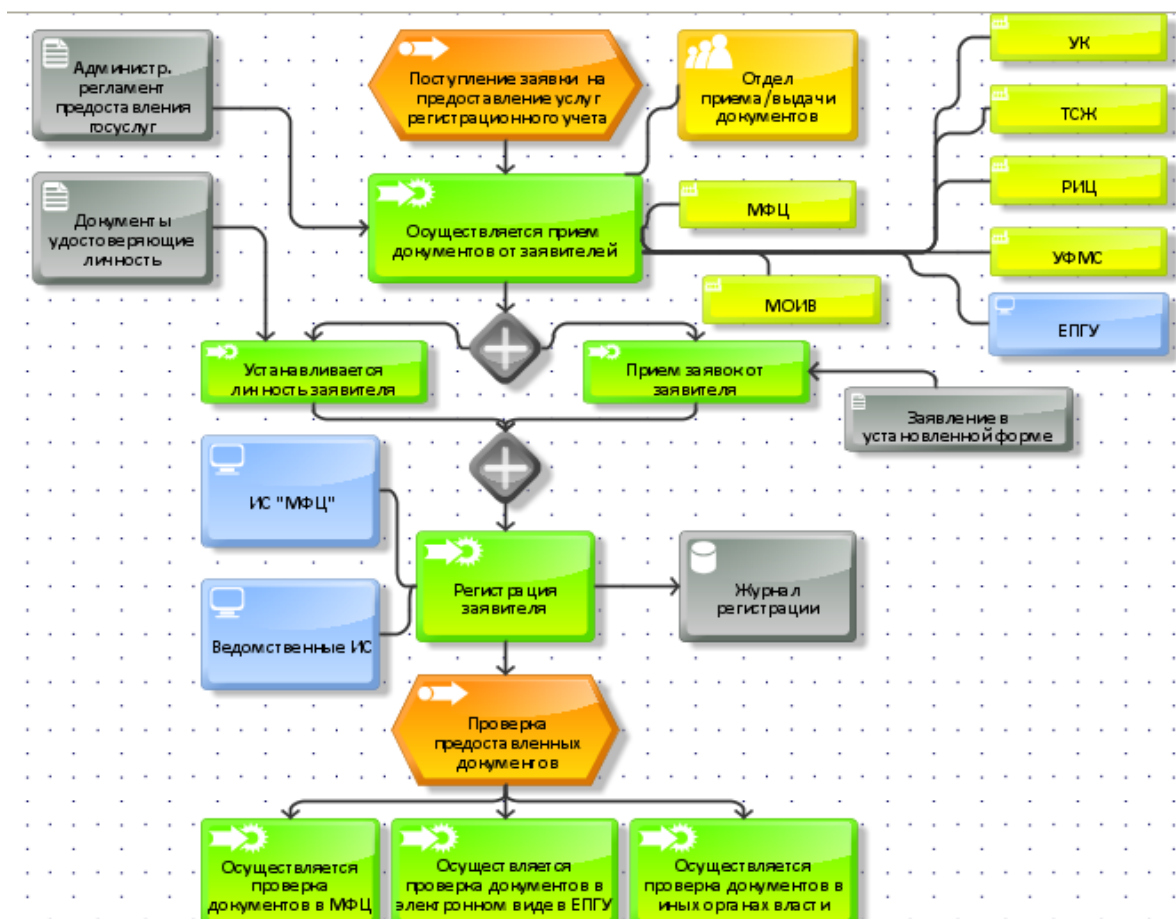 Администр.
регламент
предоставления
госуслуг
Поступление заявки на
предоставление услуг
регистрационного учета
Отдел
приема/выдачи
документов
УК
ТСЖ
РИЦ
УФМС
ЕПГУ
МФЦ
МОИВ
Документы
удостоверяющие
личность
Осуществляется прием
документов от заявителей
Устанавливается
личность заявителя
Прием заявок от
заявителя
Заявление в
установленной форме
ИС "МФЦ"
Ведомственные ИС
Регистрация
заявителя
Журнал
регистрации
Проверка
предоставленных
документов
Осуществляется
проверка
документов в МФЦ
Осуществляется
проверка документов в
электронном виде в ЕПГУ
Осуществляется
проверка документов в
иных органах власти